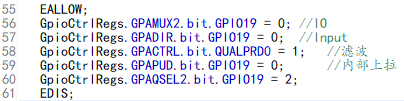 55 EALLOW;
56 GpioCtrlRegs.GPAMUX2.bit.GPIO19 = 0; //IO
57 GpioCtrlRegs.GPADIR.bit.GPIO19 = 0; //Input
58 GpioCtrlRegs.GPACTRL.bit.QUALPRD0 = 1; //滤波
59 GpioCtrlRegs.GPAPUD.bit.GPIO19 = 0; //内部上拉
60 GpioCtrlRegs.GPAQSEL2.bit.GPIO19 = 2;
61 EDIS;